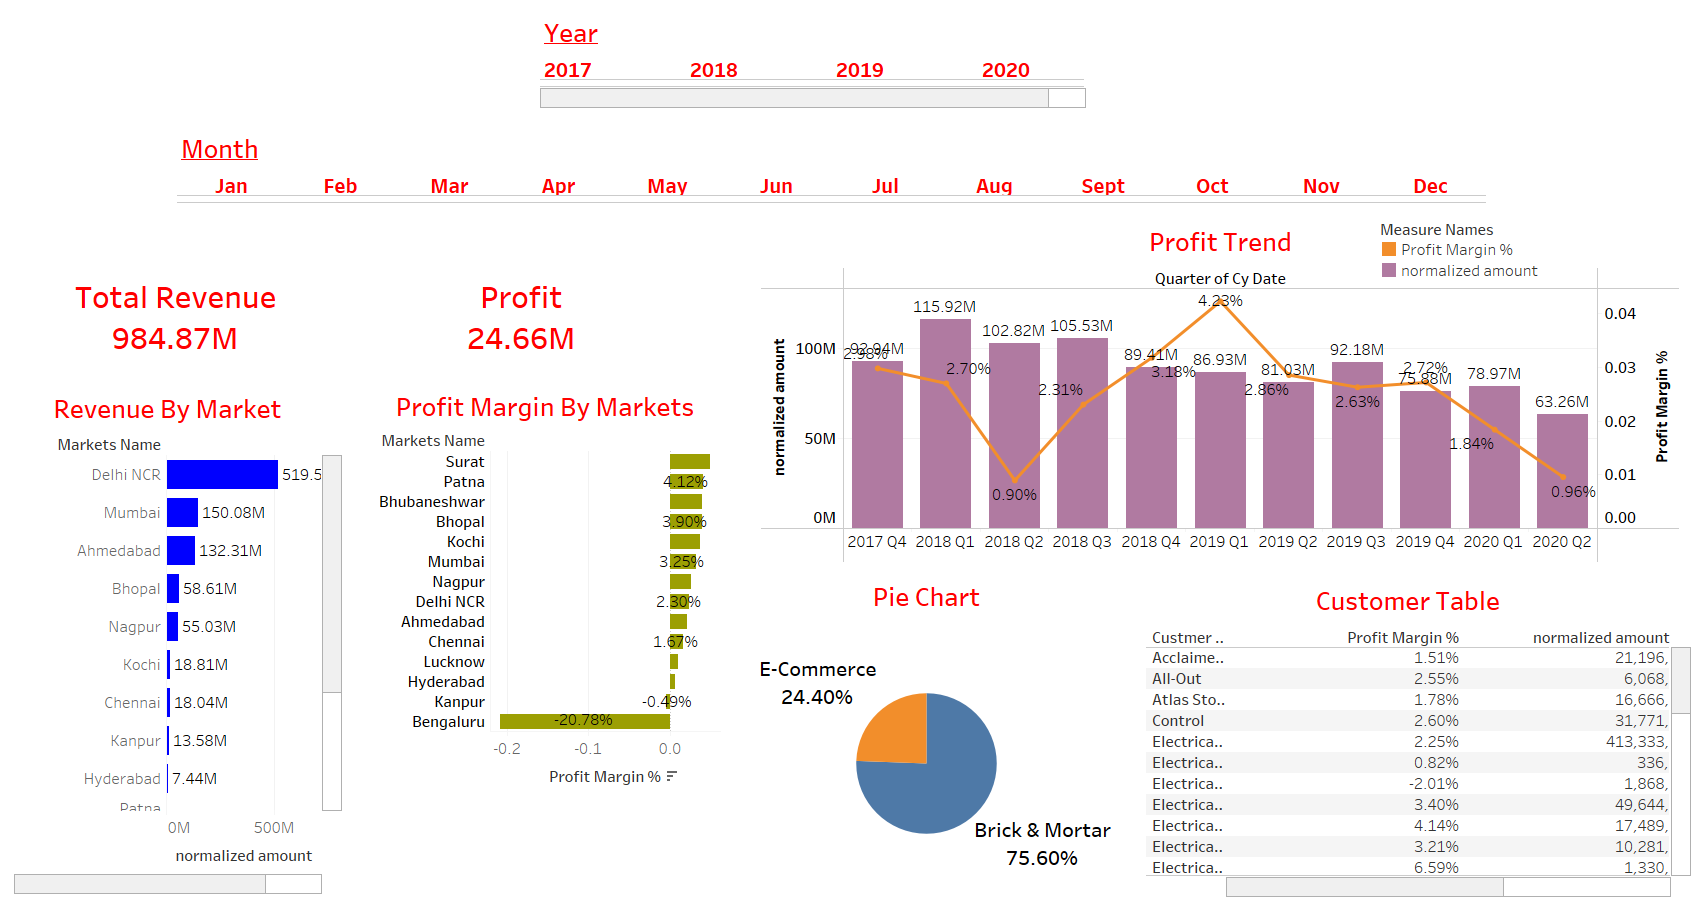 Year
2017 2018 2019 2020
Month
Jan Feb Mar Apr May Jun Jul Aug Sept Oct Nov Dec
Total Revenue
984.87M
Profit
24.66M
Revenue By Market
Markets Name
Delhi NCR 519.5
Mumbai 150.08M
Ahmedabad 132.31M
Bhopal 58.61M
Nagpur 55.03M
Kochi 18.81M
Chennai 18.04M
Kanpur 13.58M
Hyderabad 7.44M
Patna
0M 500M
normalized amount
Profit Margin By Markets
Markets Name
Surat
Patna 4.12%
Bhubaneshwar
Bhopal 3.90%
Kochi
Mumbai 3.25%
Nagpur
Delhi NCR 2.30%
Ahmedabad
Chennai 1.67%
Lucknow
Hyderabad
Kanpur -0.49%
Bengaluru -20.78%
-0.2 -0.1 0.0
Profit Margin %
Profit Trend
Measure Names
Profit Margin %
normalized amount
Quarter of Cy Date
normalized amount
100M
50M
0M
92.94M 115.92M 102.82M 105.53M 89.41M 86.93M 81.03M 92.18M 75.88M 78.97M 63.26M
2.98% 2.70% 0.90% 2.31% 3.18% 4.23% 2.86% 2.63% 2.72% 1.84% 0.96%
0.04
0.03
0.02
0.01
0.00
Profit Margin %
2017 Q4 2018 Q1 2018 Q2 2018 Q3 2018 Q4 2019 Q1 2019 Q2 2019 Q3 2019 Q4 2020 Q1 2020 Q2
Pie Chart
E-Commerce
24.40%
Brick & Mortar
75.60%
Customer Table
Custmer .. Profit Margin % normalized amount
Acclaime.. 1.51% 21,196,
All-Out 2.55% 6,068,
Atlas Sto.. 1.78% 16,666,
Control 2.60% 31,771,
Electrica.. 2.25% 413,333,
Electrica.. 0.82% 336,
Electrica.. -2.01% 1,868,
Electrica.. 3.40% 49,644,
Electrica.. 4.14% 17,489,
Electrica.. 3.21% 10,281,
Electrica.. 6.59% 1,330,